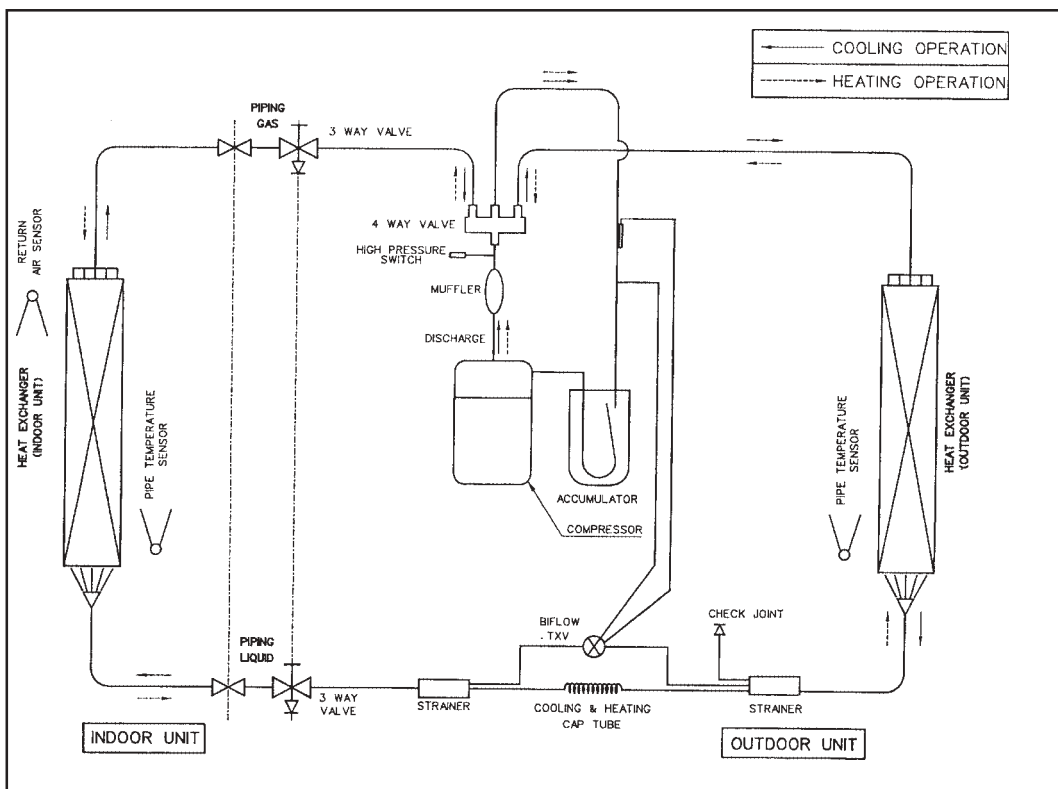 COOLING OPERATION
HEATING OPERATION
PIPING
GAS
3 WAY VALVE
4 WAY VALVE
HIGH PRESSURE
SWITCH
MUFFLER
DISCHARGE
RETURN
AIR SENSOR
HEAT EXCHANGER
(INDOOR UNIT)
PIPE TEMPERATURE
SENSOR
ACCUMULATOR
COMPRESSOR
PIPE TEMPERATURE
SENSOR
HEAT EXCHANGER
(OUTDOOR UNIT)
BIFLOW
.TXV
CHECK JOINT
PIPING
LIQUID
3 WAY
VALVE
STRAINER
COOLING & HEATING
CAP TUBE
STRAINER
INDOOR UNIT
OUTDOOR UNIT